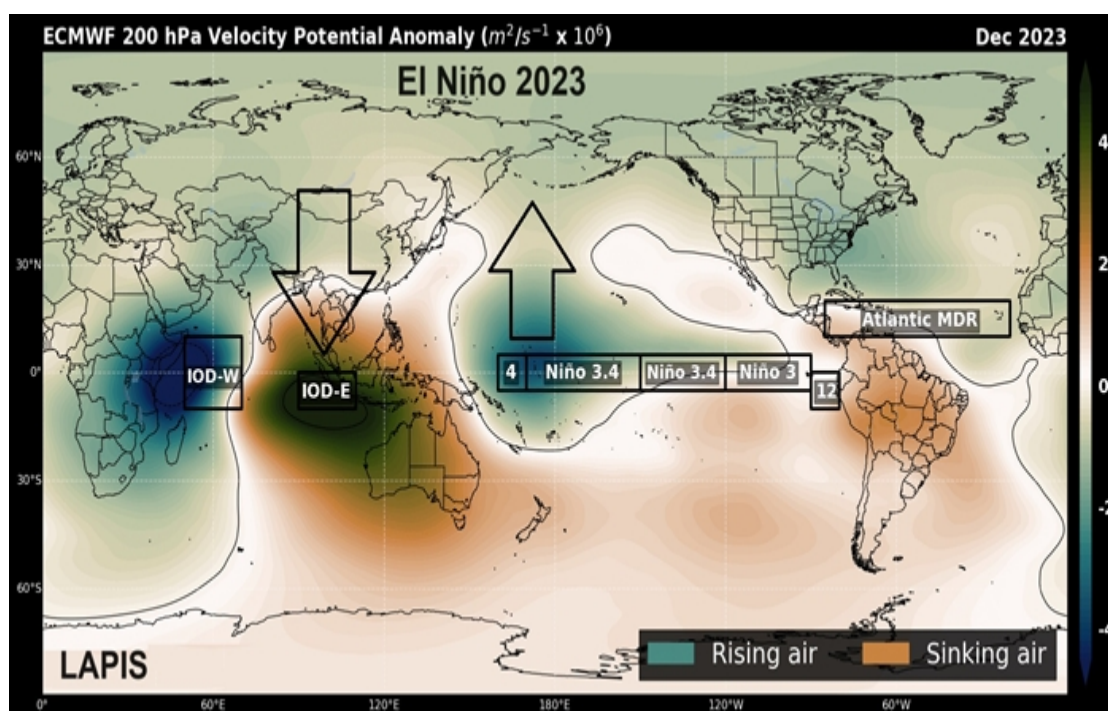 ECMWF 200 hPa Velocity Potential Anomaly (m²/s⁻¹ x 10⁶) Dec 2023
El Niño 2023
60°N
30°N
0°
30°S
60°S
4
2
0
-2
-4
Atlantic MDR
IOD-W
IOD-E
4 Niño 3.4 Niño 3.4 Niño 3
12
LAPIS
Rising air Sinking air
0° 60°E 120°E 180°E 120°W 60°W